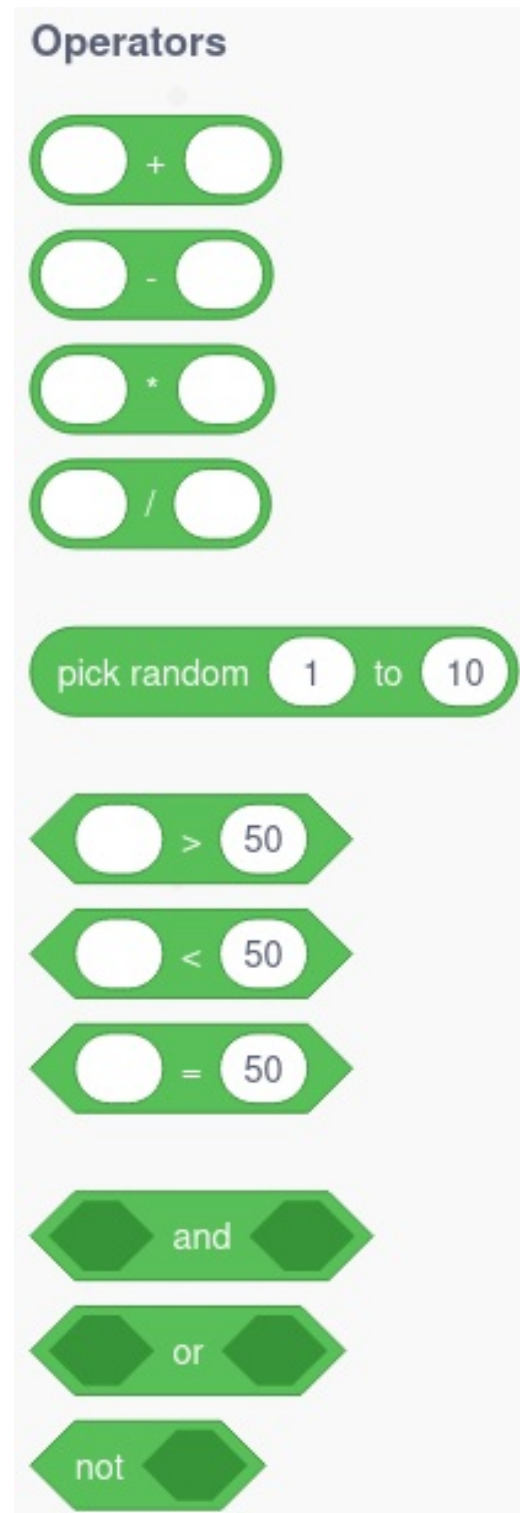 Operators
+
-
*
/
pick random 1 to 10
> 50
< 50
= 50
and
or
not